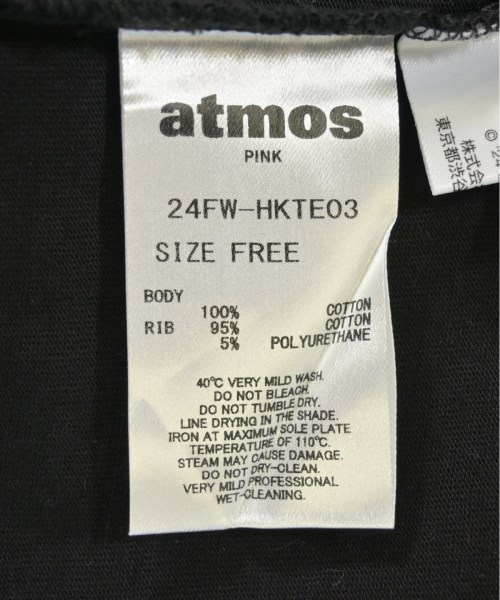 atmos
PINK
24FW-HKTE03
SIZE FREE
BODY 100% COTTON
RIB 95% COTTON
5% POLYURETHANE
40℃ VERY MILD WASH.
DO NOT BLEACH.
DO NOT TUMBLE DRY.
LINE DRYING IN THE SHADE.
IRON AT MAXIMUM SOLE PLATE
TEMPERATURE OF 110℃.
STEAM MAY CAUSE DAMAGE.
DO NOT DRY-CLEAN.
VERY MILD PROFESSIONAL
WET-CLEANING.
© '24
株式会
東京都渋谷